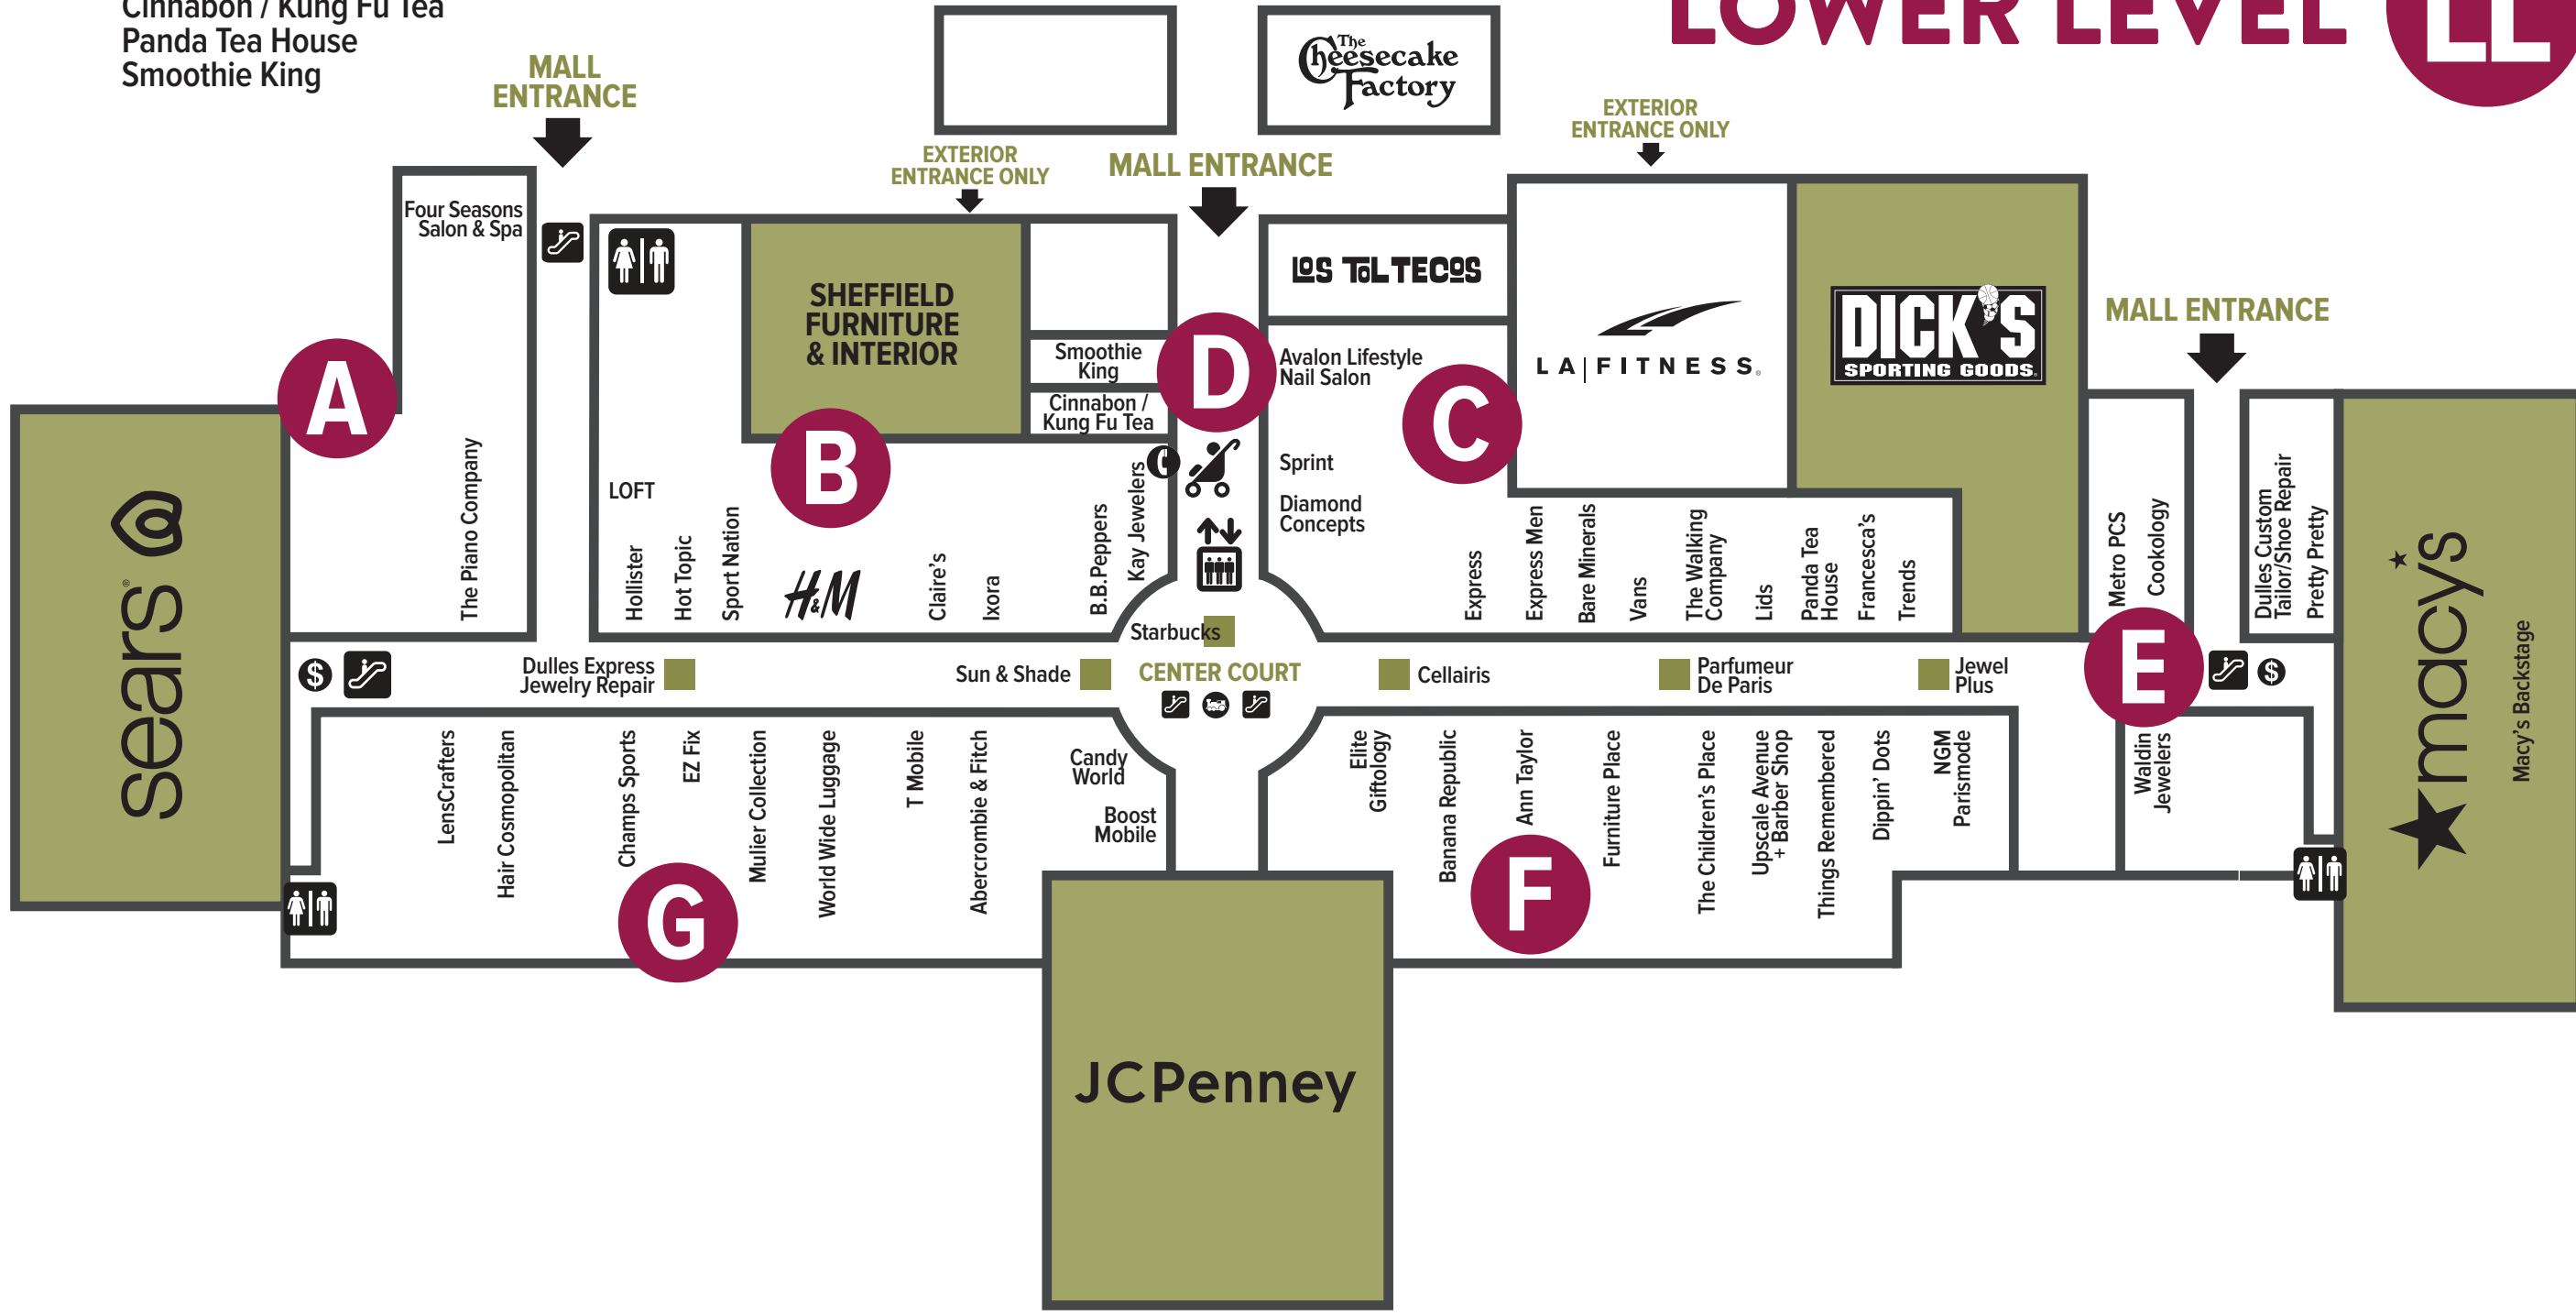 Cinnabon / Kung Fu Tea
Panda Tea House
Smoothie King
LOWER LEVEL
LL
MALL
ENTRANCE
The
Cheesecake
Factory
EXTERIOR
ENTRANCE ONLY
MALL ENTRANCE
EXTERIOR
ENTRANCE ONLY
MALL ENTRANCE
Four Seasons
Salon & Spa
SHEFFIELD
FURNITURE
& INTERIOR
LOS TOLTECOS
LA|FITNESS®
DICK'S
SPORTING GOODS
Smoothie
King
Cinnabon /
Kung Fu Tea
Avalon Lifestyle
Nail Salon
A
B
D
C
sears®
The Piano Company
LOFT
Hollister
Hot Topic
Sport Nation
H&M
Claire's
Ixora
B.B.Peppers
Kay Jewelers
Sprint
Diamond
Concepts
Express
Express Men
Bare Minerals
Vans
The Walking
Company
Lids
Panda Tea
House
Francesca's
Trends
Metro PCS
Cookology
Dulles Custom
Tailor/Shoe Repair
Pretty Pretty
macy's
Macy's Backstage
Starbucks
$
Dulles Express
Jewelry Repair
Sun & Shade
CENTER COURT
Cellairis
Parfumeur
De Paris
Jewel
Plus
E
$
LensCrafters
Hair Cosmopolitan
Champs Sports
EZ Fix
Mulier Collection
World Wide Luggage
T Mobile
Abercrombie & Fitch
Candy
World
Boost
Mobile
Elite
Giftology
Banana Republic
Ann Taylor
Furniture Place
The Children's Place
Upscale Avenue
+ Barber Shop
Things Remembered
Dippin' Dots
NGM
Parismode
Waldin
Jewelers
G
F
JCPenney